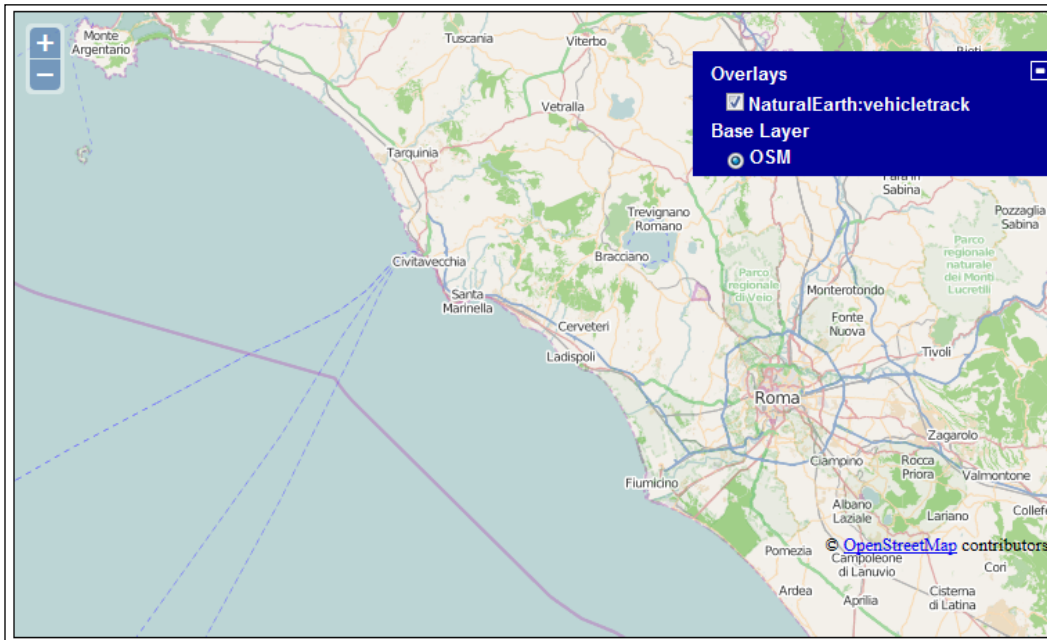 Monte
Argentario
Tuscania
Viterbo
Vetralla
Tarquinia
Civitavecchia
Santa
Marinella
Cerveteri
Ladispoli
Bracciano
Trevignano
Romano
+
−
Overlays
NaturalEarth:vehicletrack
Base Layer
OSM
Sabina
Pozzaglia
Sabina
Parco
regionale
di Veio
Parco
regionale
naturale
dei Monti
Lucretili
Monterotondo
Fonte
Nuova
Tivoli
Roma
Zagarolo
Ciampino
Rocca
Priora
Valmontone
Fiumicino
Albano
Laziale
Lariano
Pomezia
© OpenStreetMap contributors
Campoleone
di Lanuvio
Cori
Ardea
Aprilia
Cisterna
di Latina